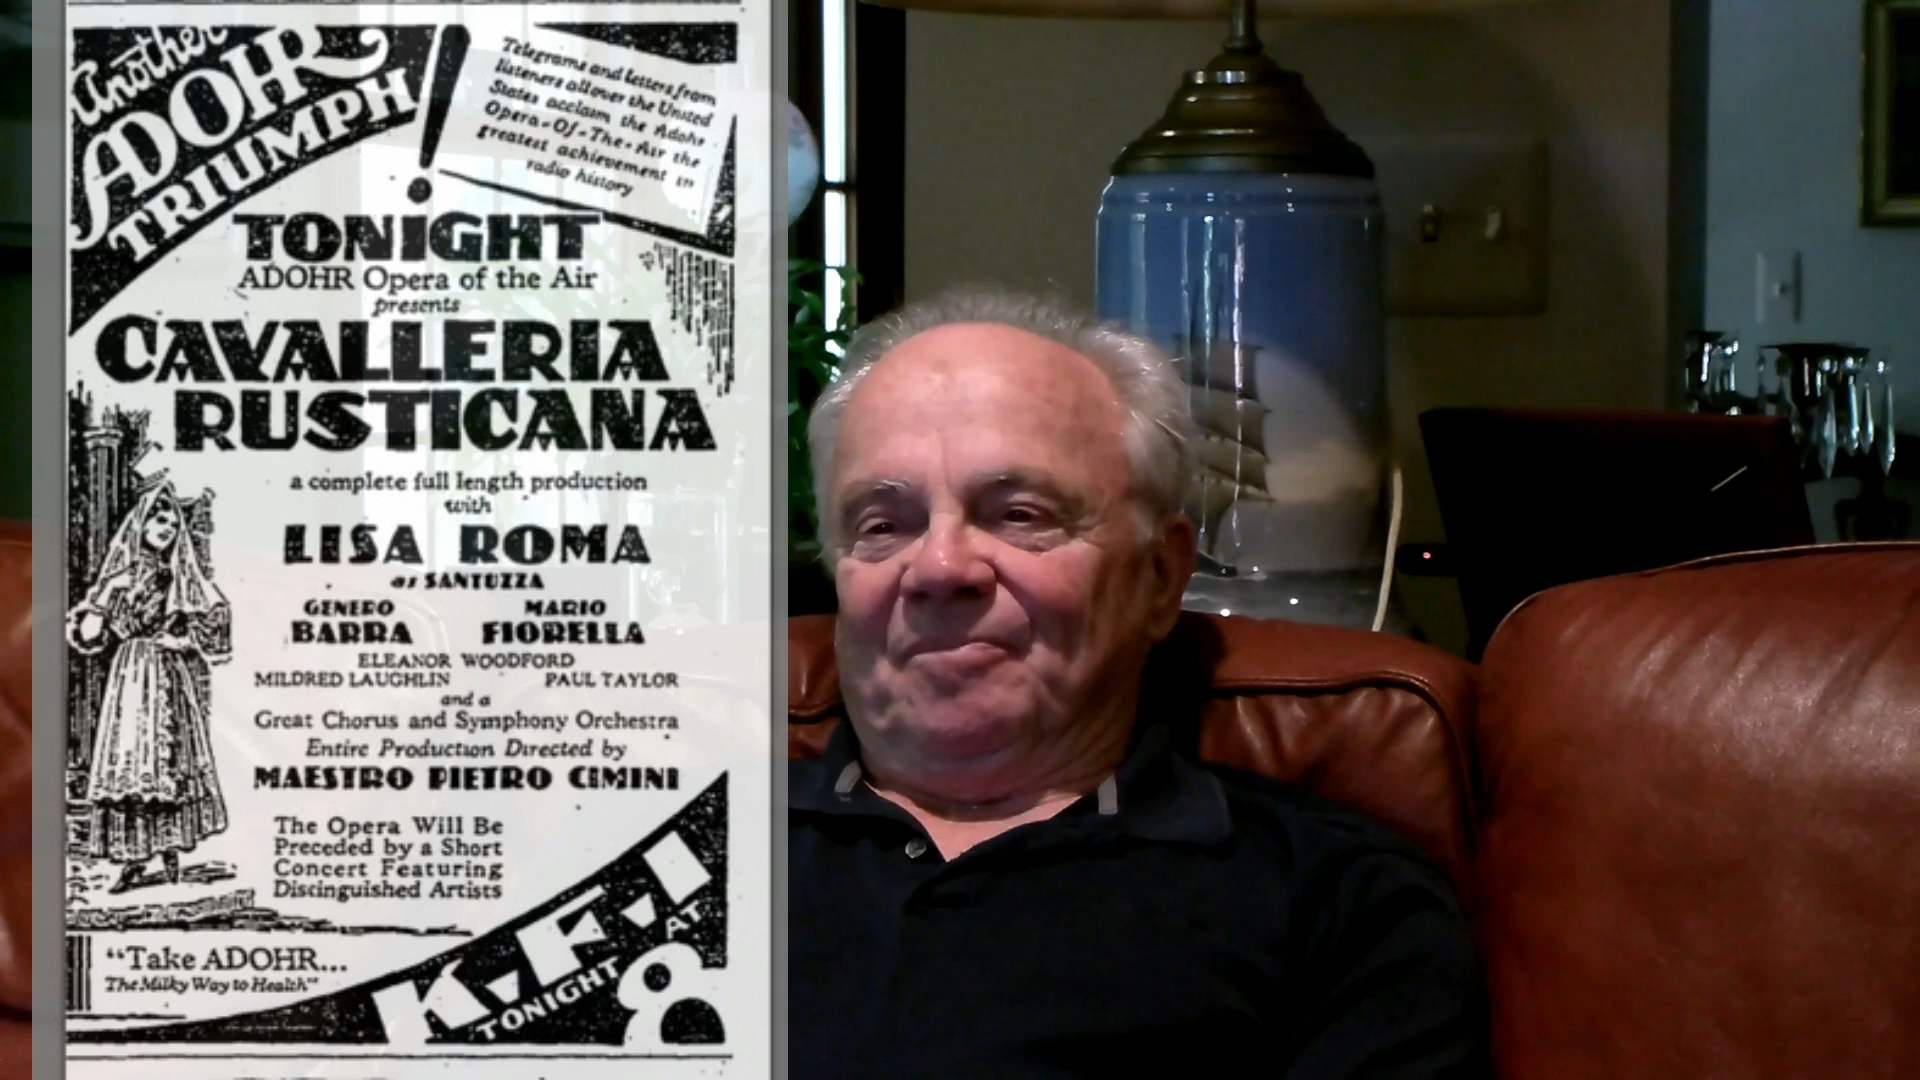 Another
ADOHR
TRIUMPH!
Telegrams and letters from
listeners all over the United
States acclaim the Adohr
Opera-Of-The-Air the
greatest achievement in
radio history
TONIGHT
ADOHR Opera of the Air
presents
CAVALLERIA
RUSTICANA
a complete full length production
with
LISA ROMA
as SANTUZZA
GENERO MARIO
BARRA FIORELLA
ELEANOR WOODFORD
MILDRED LAUGHLIN PAUL TAYLOR
and a
Great Chorus and Symphony Orchestra
Entire Production Directed by
MAESTRO PIETRO CIMINI
The Opera Will Be
Preceded by a Short
Concert Featuring
Distinguished Artists
"Take ADOHR...
The Milky Way to Health"
K.F.I
TONIGHT AT
8